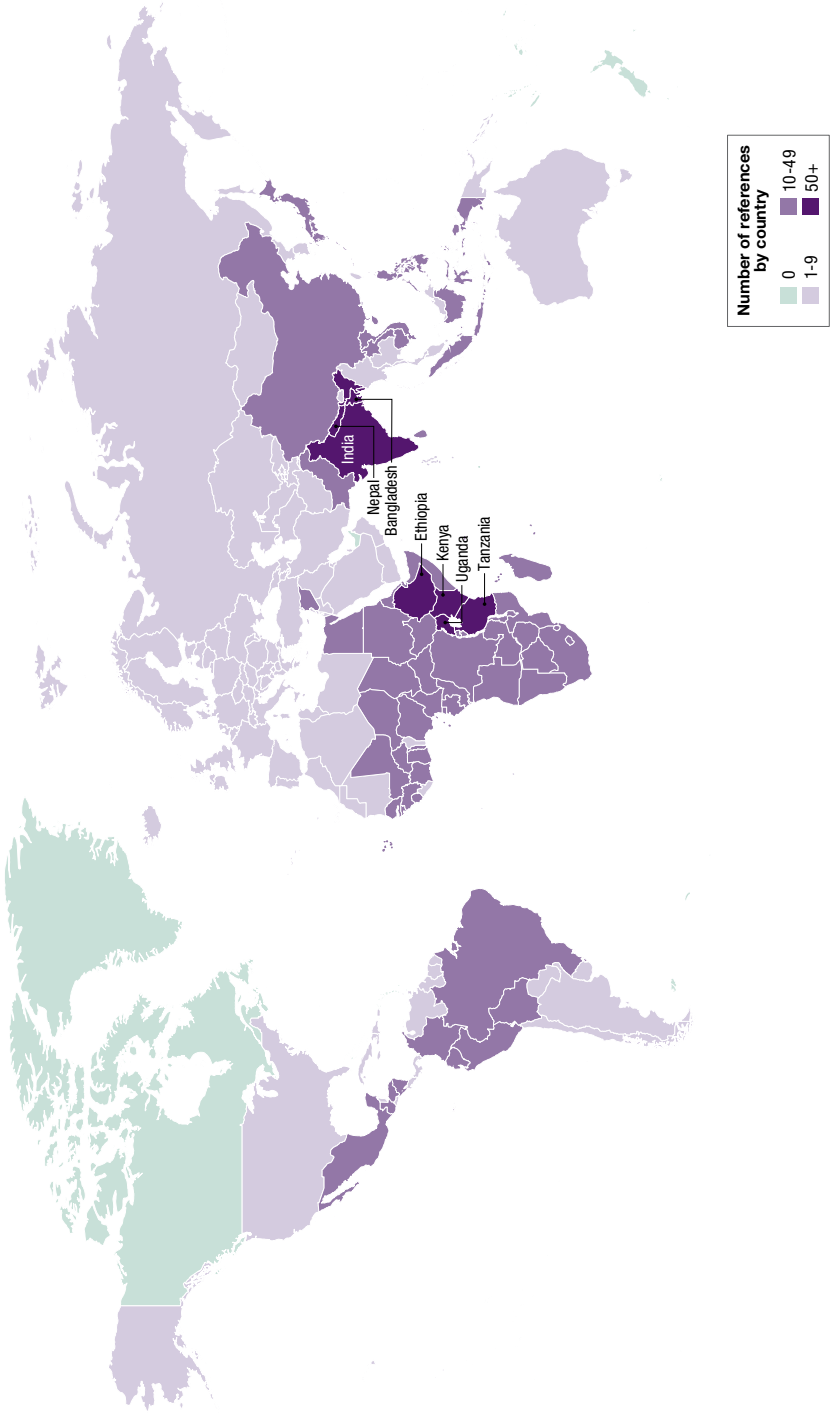 India
Nepal
Bangladesh
Ethiopia
Kenya
Uganda
Tanzania
Number of references
by country
0
10-49
1-9
50+